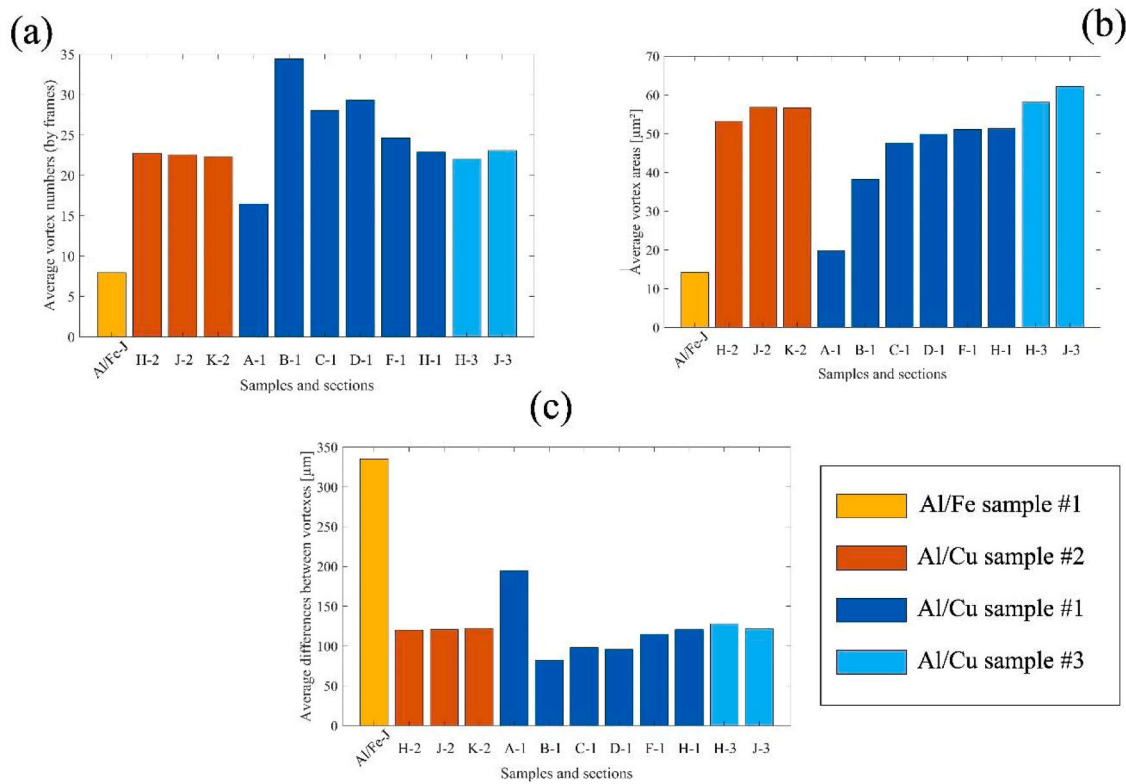 (a)
Average vortex numbers (by frames)
35
30
25
20
15
10
5
0
Al/Fe-J
H-2
J-2
K-2
A-1
B-1
C-1
D-1
F-1
H-1
H-3
J-3
Samples and sections
(b)
Average vortex areas [µm²]
70
60
50
40
30
20
10
0
Al/Fe-J
H-2
J-2
K-2
A-1
B-1
C-1
D-1
F-1
H-1
H-3
J-3
Samples and sections
(c)
Average differences between vortexes [µm]
350
300
250
200
150
100
50
0
Al/Fe-J
H-2
J-2
K-2
A-1
B-1
C-1
D-1
F-1
H-1
H-3
J-3
Samples and sections
Al/Fe sample #1
Al/Cu sample #2
Al/Cu sample #1
Al/Cu sample #3